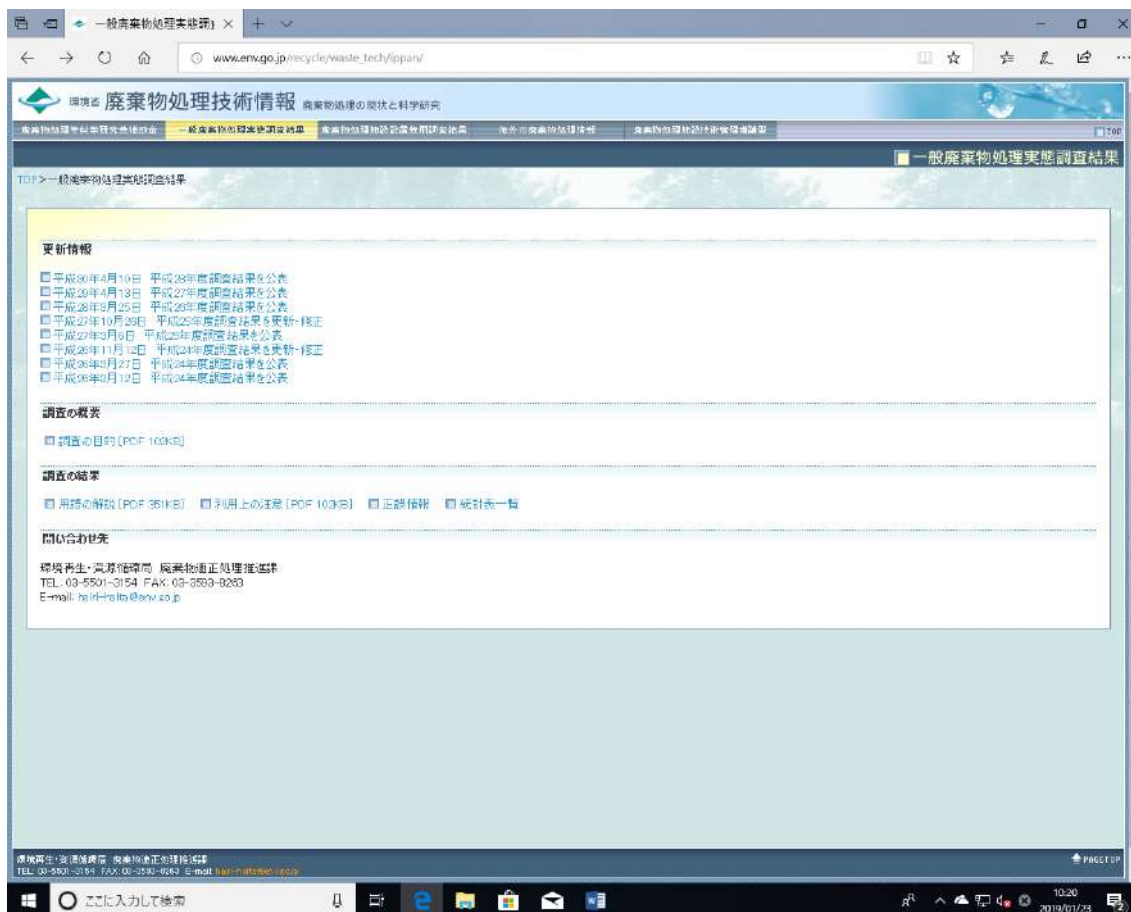 一般廃棄物処理実態調
www.env.go.jp/recycle/waste_tech/ippan/
環境省 廃棄物処理技術情報 廃棄物処理の現状と科学研究
一般廃棄物処理実態調査結果
TOP
一般廃棄物処理実態調査結果
TOP>一般廃棄物処理実態調査結果
更新情報
平成30年4月10日 平成28年度調査結果を公表
平成29年4月13日 平成27年度調査結果を公表
平成28年3月25日 平成26年度調査結果を公表
平成27年10月26日 平成25年度調査結果を更新・修正
平成27年3月6日 平成25年度調査結果を公表
平成26年11月12日 平成24年度調査結果を更新・修正
平成26年3月27日 平成24年度調査結果を公表
平成26年3月12日 平成24年度調査結果を公表
調査の概要
調査の目的 [PDF 103KB]
調査の結果
用語の解説 [PDF 351KB] 利用上の注意 [PDF 103KB] 正誤情報 統計表一覧
問い合わせ先
環境再生・資源循環局 廃棄物適正処理推進課
TEL: 03-5501-3154 FAX: 03-3593-8263
E-mail:
環境再生・資源循環局 廃棄物適正処理推進課
TEL: 03-5501-3154 FAX: 03-3593-8263 E-mail:
PAGETOP
ここに入力して検索
10:20
2019/01/23